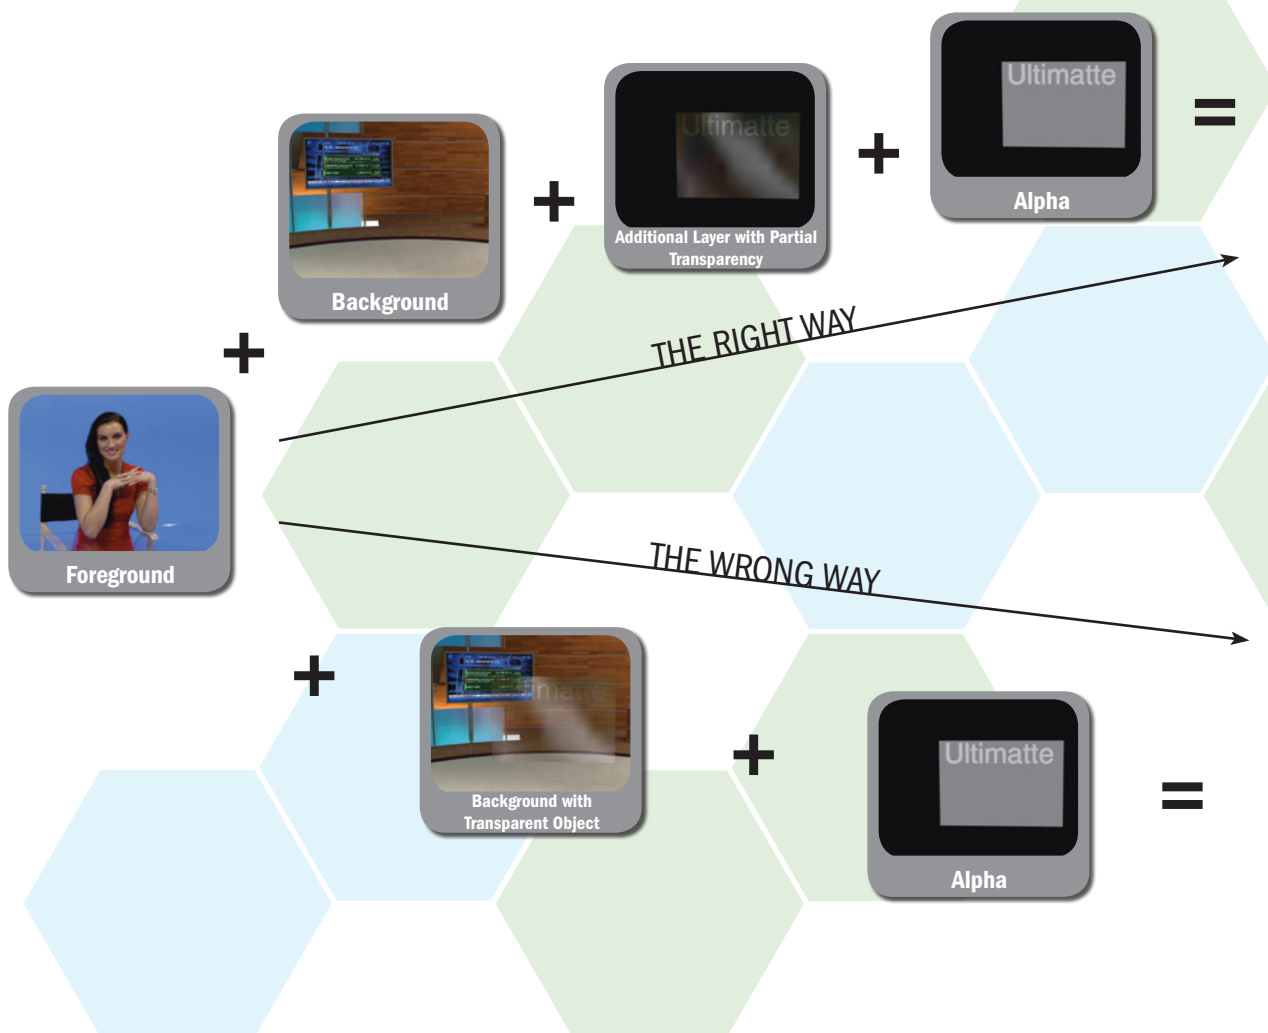 Ultimatte
Alpha
Ultimatte
Additional Layer with Partial
Transparency
Background
THE RIGHT WAY
Foreground
THE WRONG WAY
Ultimatte
Background with
Transparent Object
Ultimatte
Alpha